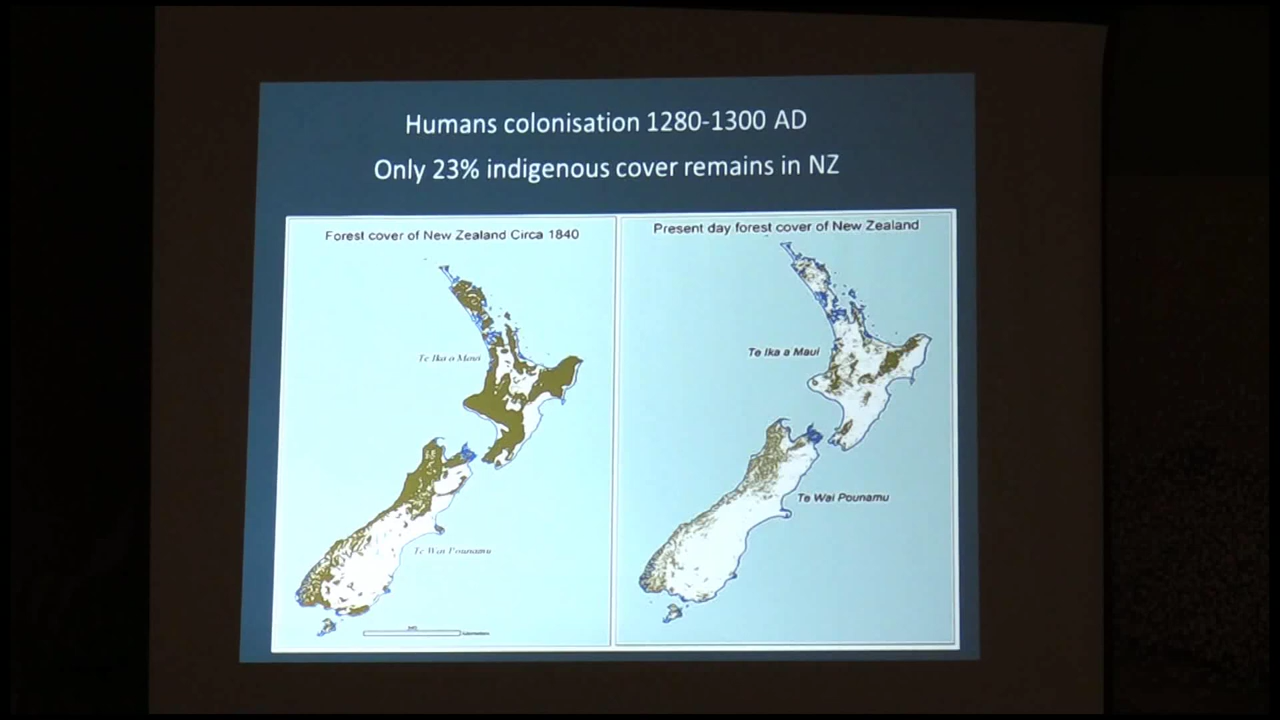 Humans colonisation 1280-1300 AD
Only 23% indigenous cover remains in NZ
Forest cover of New Zealand Circa 1840
Te Ika a Maui
Te Wai Pounamu
Present day forest cover of New Zealand
Te Ika a Maui
Te Wai Pounamu